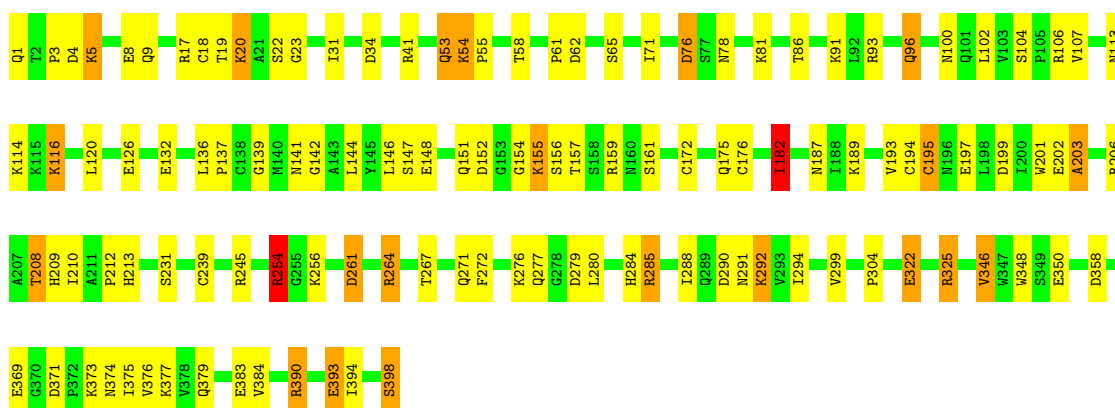 Q1 T2 P3 D4 K5 E8 Q9 R17 C18 T19 K20 A21 S22 G23 I31 D34 R41 Q53 K54 P55 T58 P61 D62 S65 I71 D76 S77 N78 K81 T86 K91 L92 R93 Q96 N100 Q101 L102 V103 S104 P105 R106 V107 N113
K114 K115 K116 L120 E126 E132 L136 P137 C138 G139 M140 N141 G142 A143 L144 Y145 L146 S147 E148 Q151 D152 G153 G154 K155 S156 T157 S158 R159 N160 S161 C172 Q175 C176 I182 N187 I188 K189 V193 C194 C195 N196 E197 L198 D199 I200 W201 E202 A203
A207 T208 H209 I210 A211 P212 H213 S231 C239 R245 R254 G255 K256 D261 R264 T267 Q271 F272 K276 Q277 G278 D279 L280 H284 R285 I288 Q289 D290 N291 K292 V293 I294 V299 P304 E322 R325 V346 W347 W348 S349 E350 D358
E369 G370 D371 P372 K373 N374 I375 V376 K377 V378 Q379 E383 V384 R390 E393 I394 S398